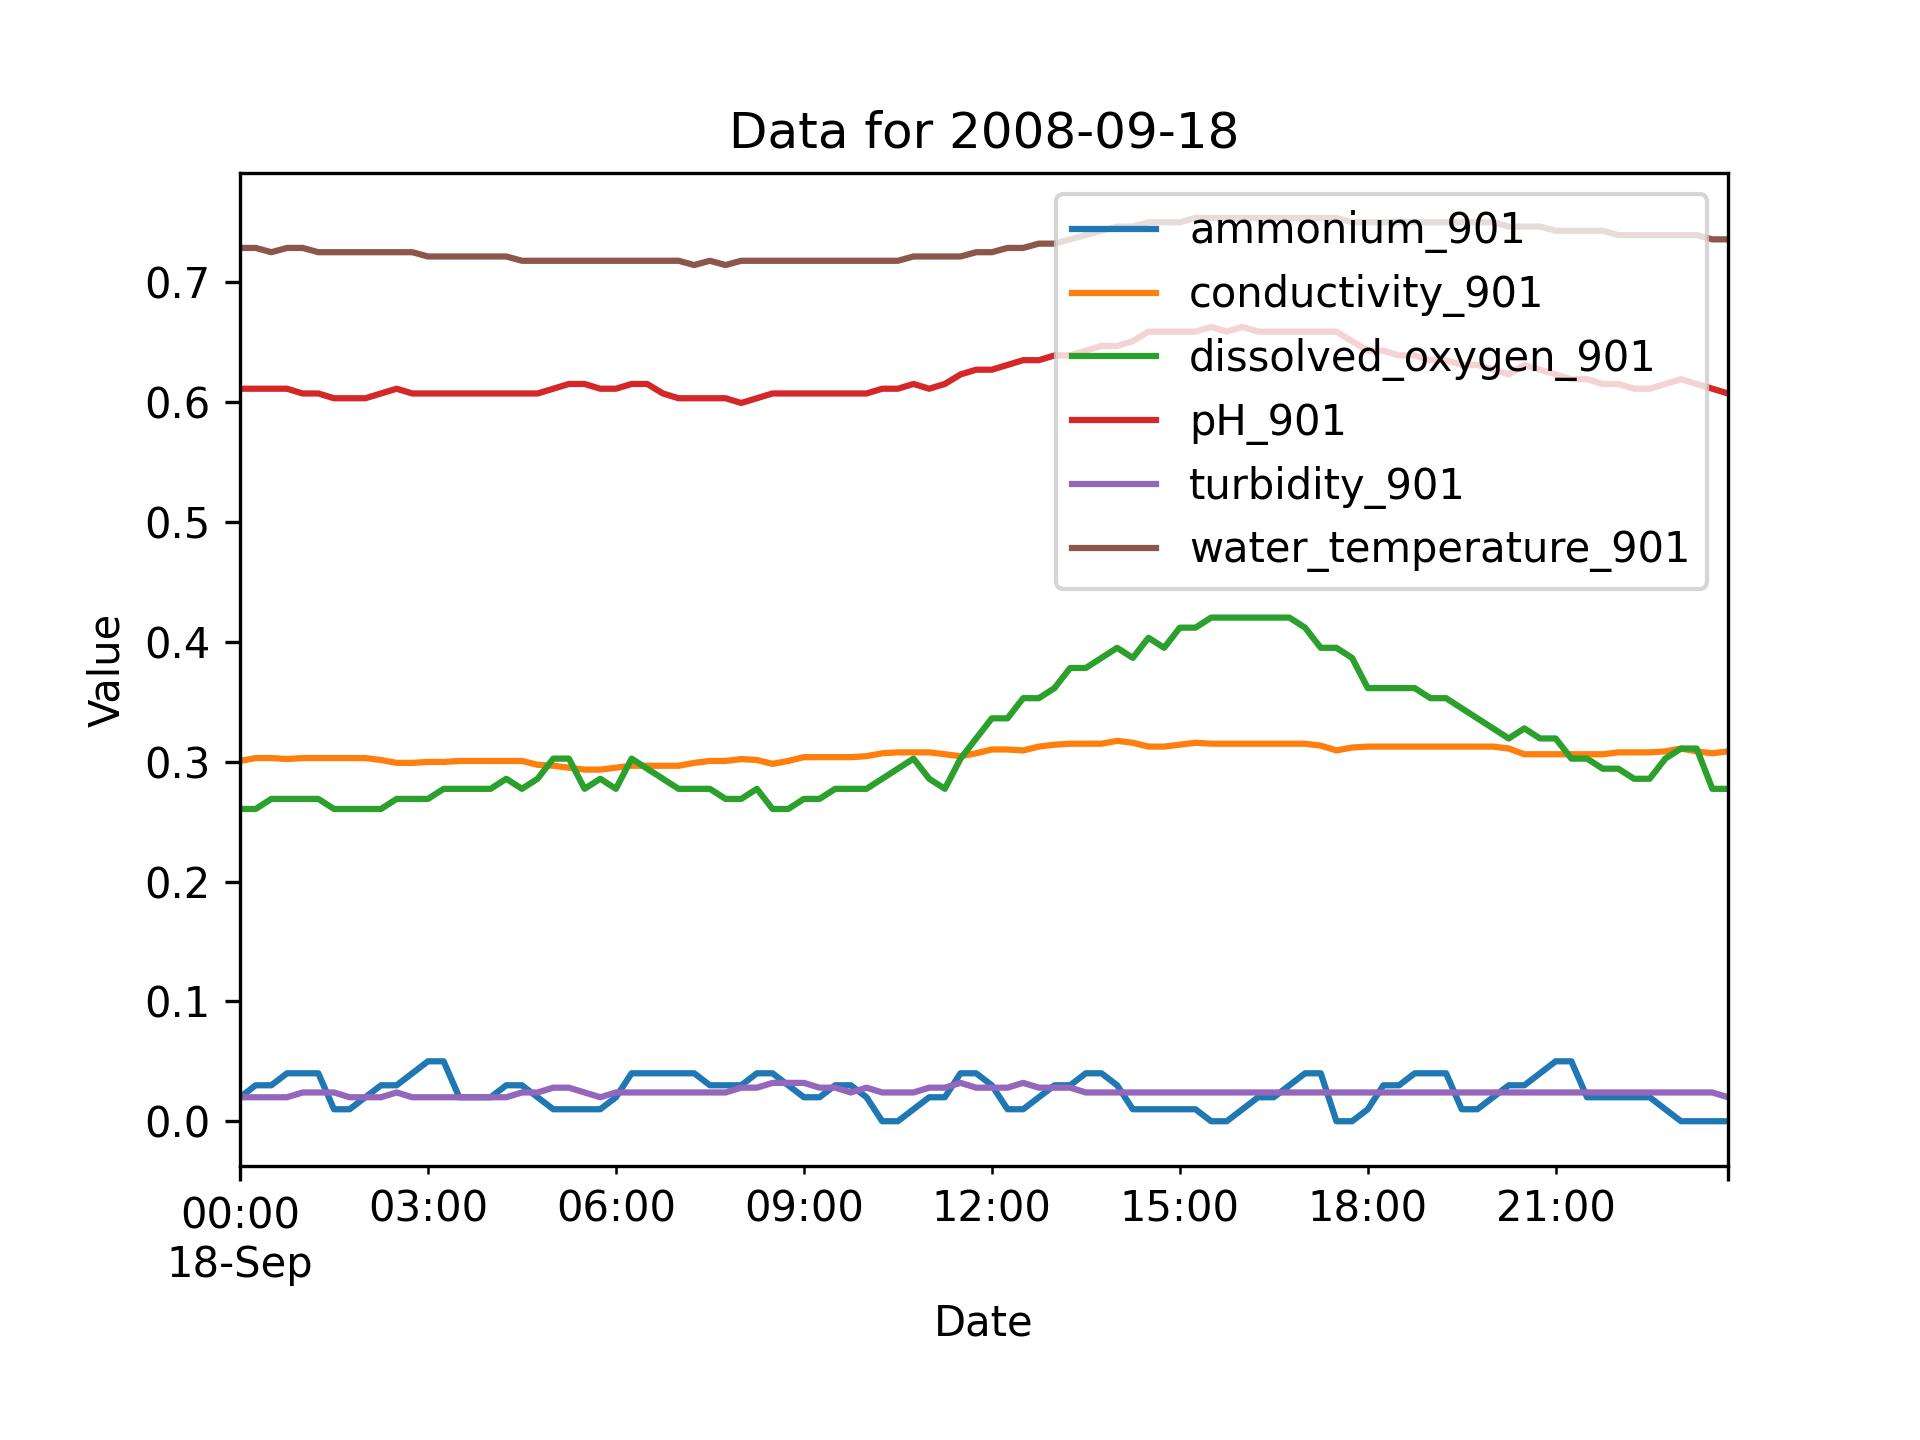 Data for 2008-09-18
ammonium_901
conductivity_901
dissolved_oxygen_901
pH_901
turbidity_901
water_temperature_901
Value
0.7
0.6
0.5
0.4
0.3
0.2
0.1
0.0
00:00 03:00 06:00 09:00 12:00 15:00 18:00 21:00
18-Sep
Date